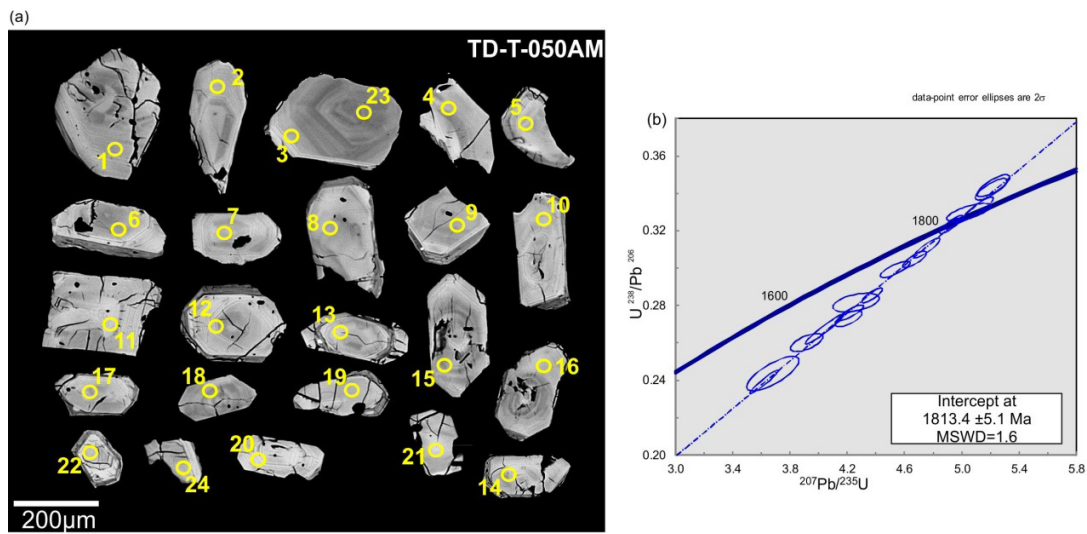 (a)
TD-T-050AM
1
2
3
23
4
5
6
7
8
9
10
11
12
13
15
16
17
18
19
20
21
22
24
14
200μm
data-point error ellipses are 2σ
(b)
0.36
0.32
0.28
0.24
0.20
U ²³⁸/Pb ²⁰⁶
1800
1600
Intercept at
1813.4 ±5.1 Ma
MSWD=1.6
3.0 3.4 3.8 4.2 4.6 5.0 5.4 5.8
²⁰⁷Pb/²³⁵U